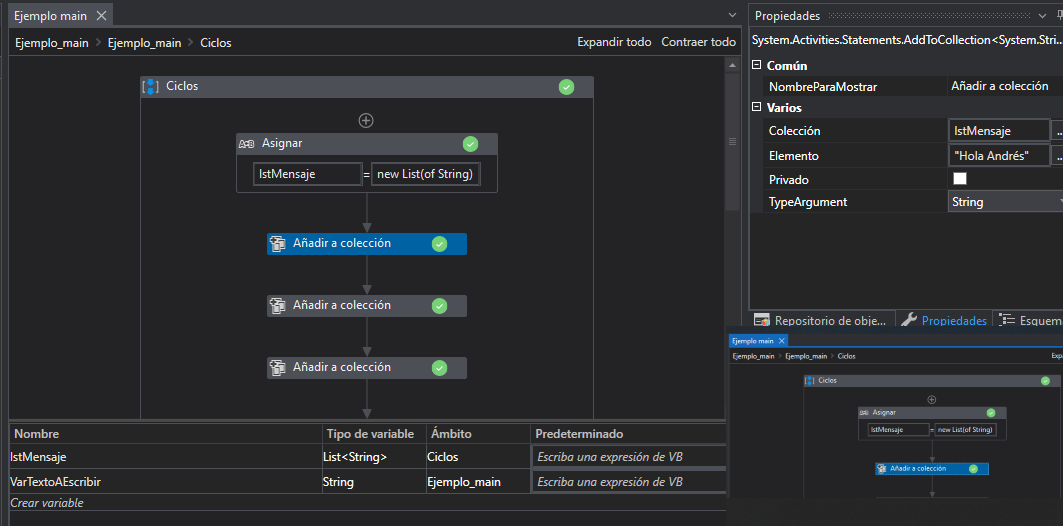 Ejemplo main
Ejemplo_main > Ejemplo_main > Ciclos
Expandir todo Contraer todo
Ciclos
Asignar
lstMensaje = new List(of String)
Añadir a colección
Añadir a colección
Añadir a colección
Nombre Tipo de variable Ámbito Predeterminado
lstMensaje List<String> Ciclos Escriba una expresión de VB
VarTextoAEscribir String Ejemplo_main Escriba una expresión de VB
Crear variable
Propiedades
System.Activities.Statements.AddToCollection<System.Stri...
Común
NombreParaMostrar Añadir a colección
Varios
Colección lstMensaje ...
Elemento "Hola Andrés" ...
Privado
TypeArgument String
Repositorio de obje... Propiedades Esquem
Ejemplo main
Ejemplo_main > Ejemplo_main > Ciclos Expa
Ciclos
Asignar
lstMensaje = new List(of String)
Añadir a colección